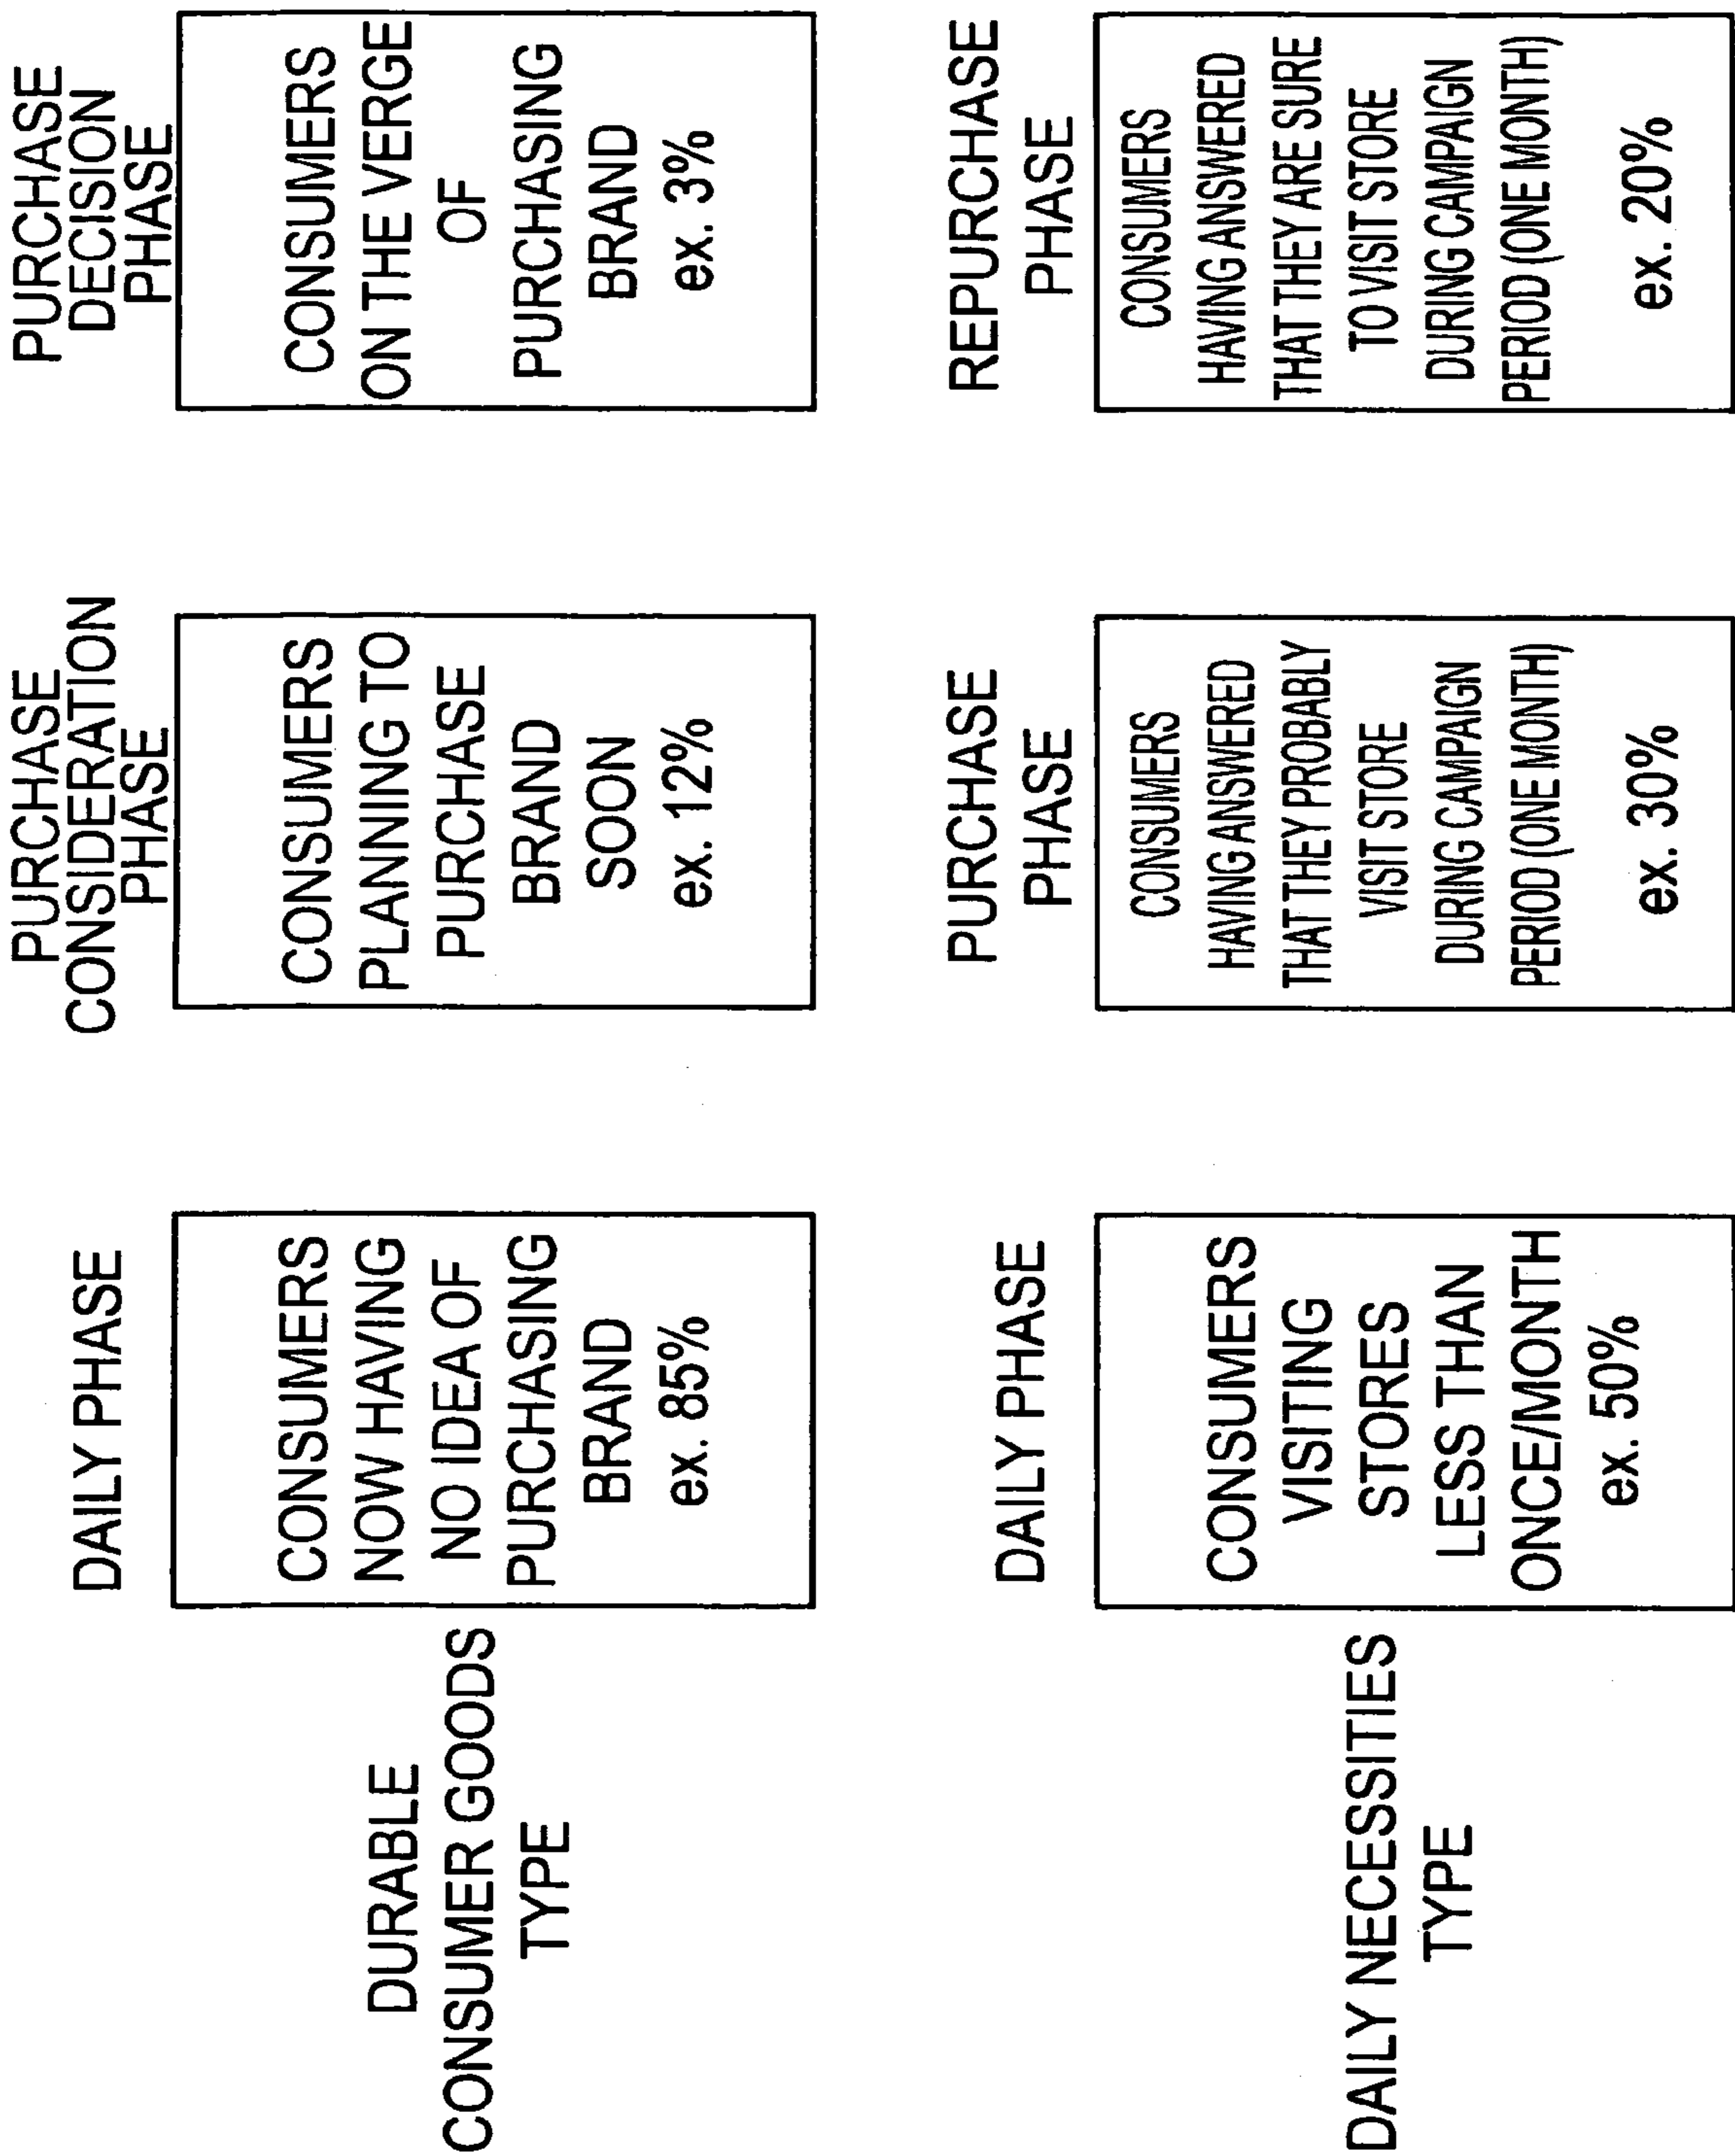 DURABLE
CONSUMER GOODS
TYPE
DAILY PHASE
CONSUMERS
NOW HAVING
NO IDEA OF
PURCHASING
BRAND
ex. 85%
PURCHASE
CONSIDERATION
PHASE
CONSUMERS
PLANNING TO
PURCHASE
BRAND
SOON
ex. 12%
PURCHASE
DECISION
PHASE
CONSUMERS
ON THE VERGE
OF
PURCHASING
BRAND
ex. 3%
DAILY NECESSITIES
TYPE
DAILY PHASE
CONSUMERS
VISITING
STORES
LESS THAN
ONCE/MONTH
ex. 50%
PURCHASE
PHASE
CONSUMERS
HAVING ANSWERED
THAT THEY PROBABLY
VISIT STORE
DURING CAMPAIGN
PERIOD (ONE MONTH)
ex. 30%
REPURCHASE
PHASE
CONSUMERS
HAVING ANSWERED
THAT THEY ARE SURE
TO VISIT STORE
DURING CAMPAIGN
PERIOD (ONE MONTH)
ex. 20%